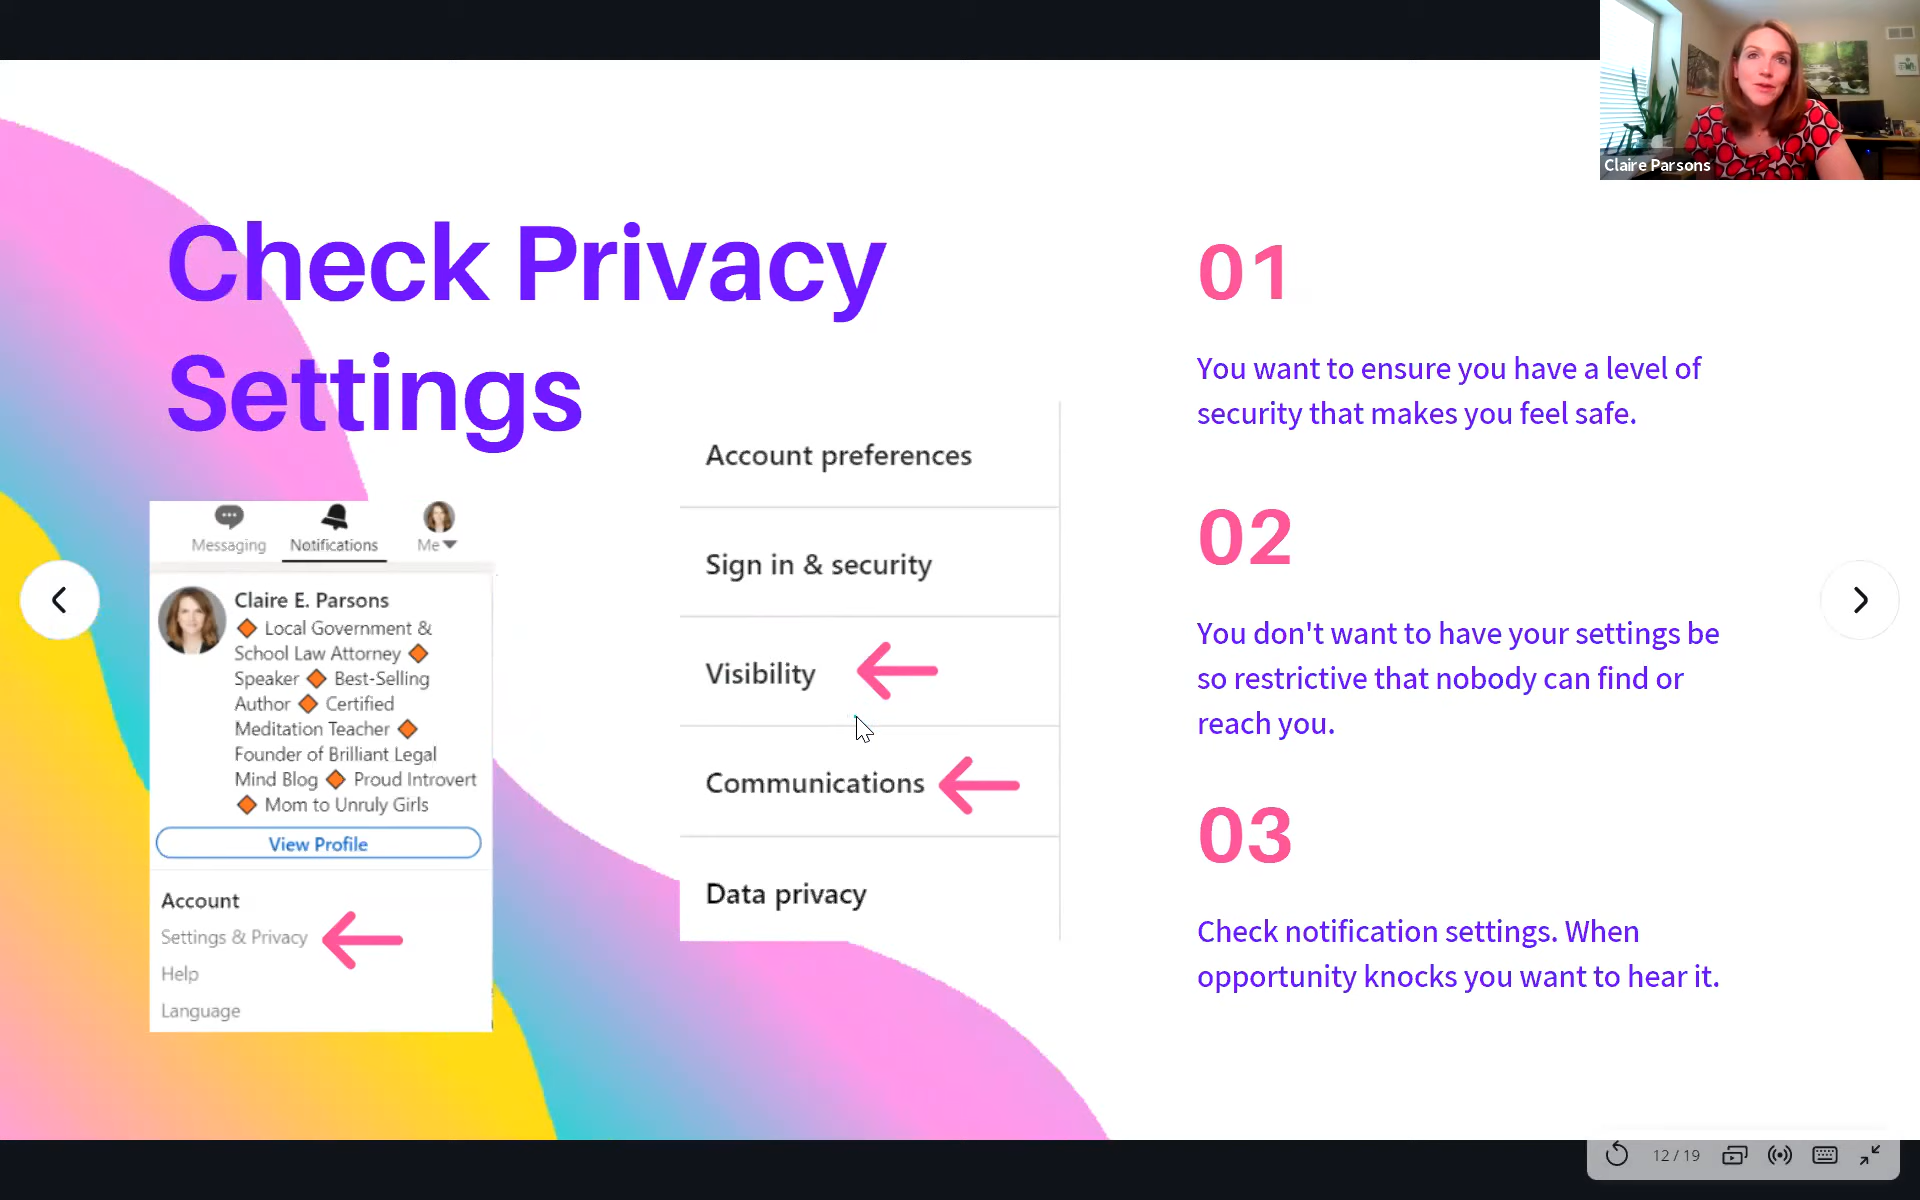 Claire Parsons
Check Privacy
Settings
Messaging
Notifications
Me
Claire E. Parsons
🔶 Local Government &
School Law Attorney 🔶
Speaker 🔶 Best-Selling
Author 🔶 Certified
Meditation Teacher 🔶
Founder of Brilliant Legal
Mind Blog 🔶 Proud Introvert
🔶 Mom to Unruly Girls
View Profile
Account
Settings & Privacy
Help
Language
Account preferences
Sign in & security
Visibility
Communications
Data privacy
01
You want to ensure you have a level of
security that makes you feel safe.
02
You don't want to have your settings be
so restrictive that nobody can find or
reach you.
03
Check notification settings. When
opportunity knocks you want to hear it.
12 / 19